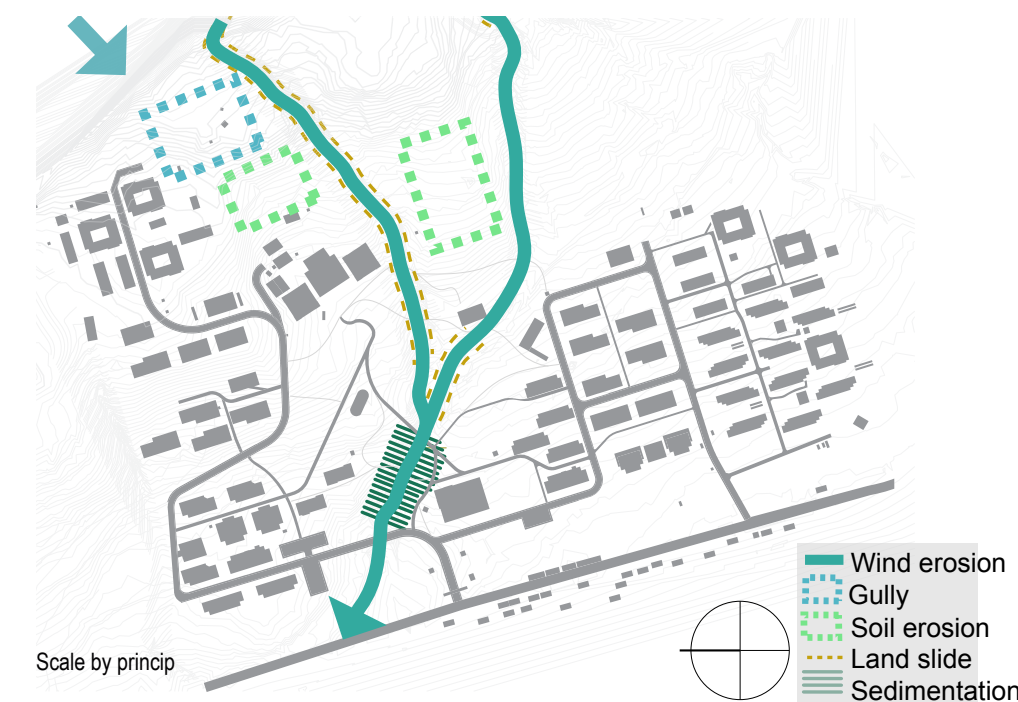 Wind erosion
Gully
Soil erosion
Land slide
Sedimentation
Scale by princip